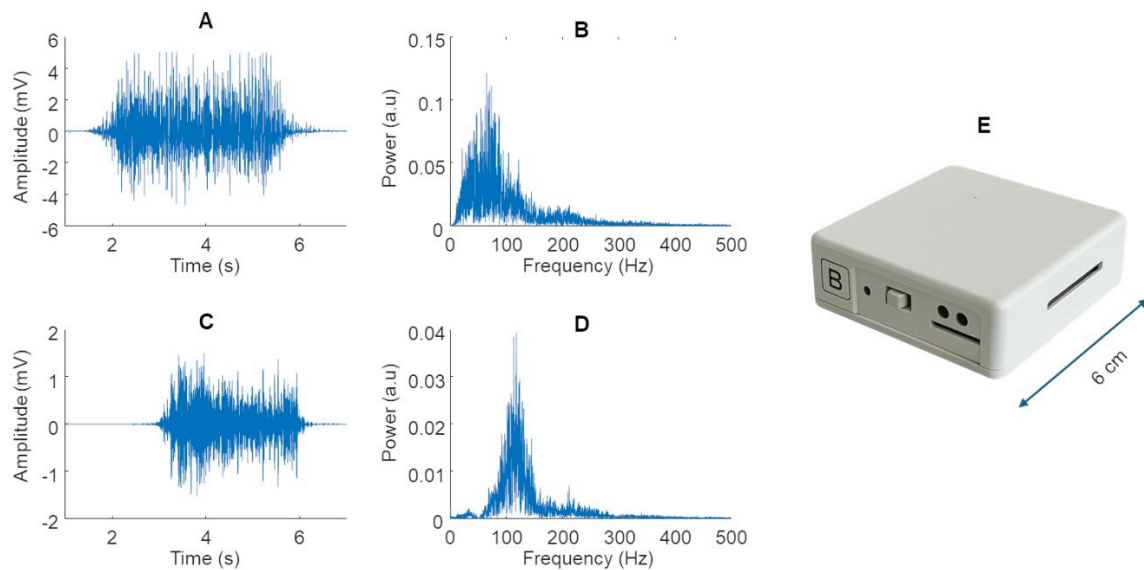 A
6
4
2
0
-2
-4
-6
Amplitude (mV)
2
4
6
Time (s)
B
0.15
0.1
0.05
0
Power (a.u)
0
100
200
300
400
500
Frequency (Hz)
C
2
1
0
-1
-2
Amplitude (mV)
2
4
6
Time (s)
D
0.04
0.03
0.02
0.01
0
Power (a.u)
0
100
200
300
400
500
Frequency (Hz)
E
B
6 cm